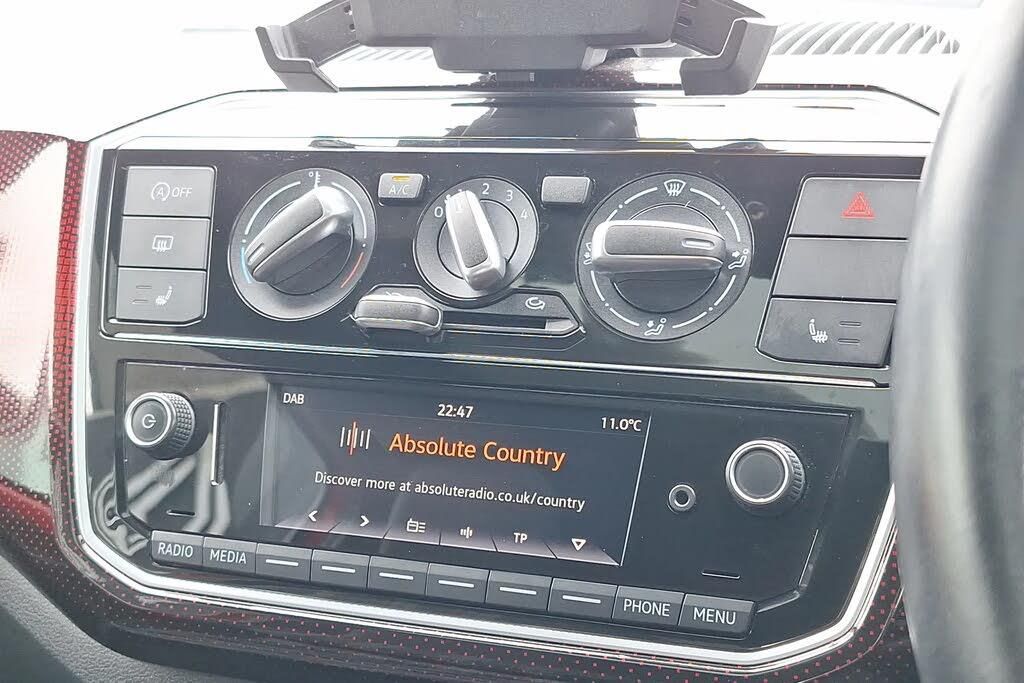 OFF
A/C
0 1 2 3 4
DAB
22:47
11.0°C
Absolute Country
Discover more at absoluteradio.co.uk/country
TP
RADIO
MEDIA
PHONE
MENU